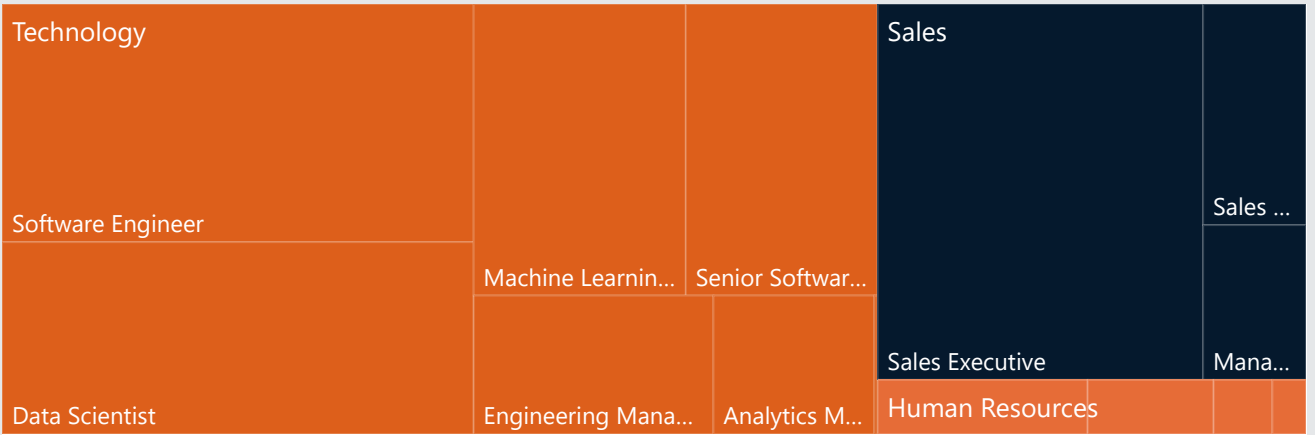 Technology
Software Engineer
Data Scientist
Machine Learnin...
Senior Softwar...
Engineering Mana...
Analytics M...
Sales
Sales Executive
Sales ...
Mana...
Human Resources